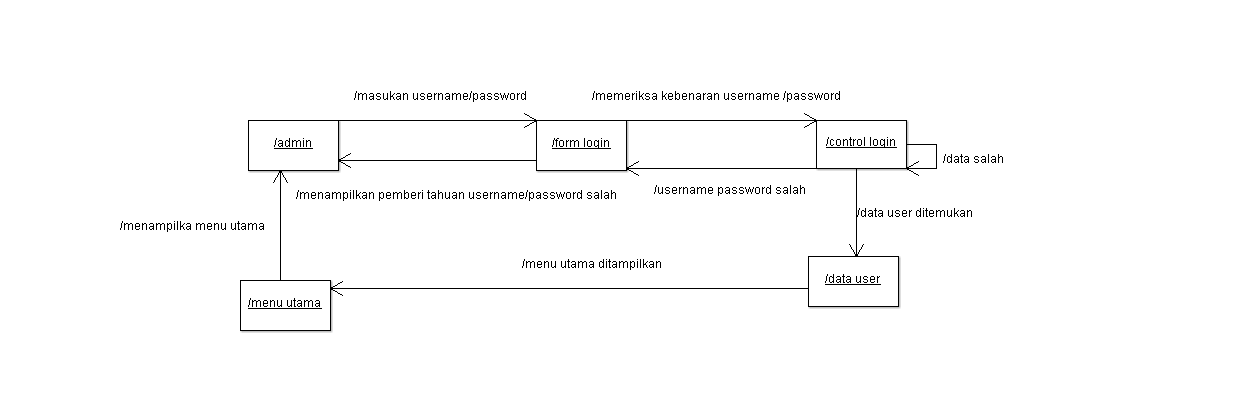 /masukan username/password
/memeriksa kebenaran username /password
/admin
/form login
/control login
/data salah
/menampilkan pemberi tahuan username/password salah
/username password salah
/menampilka menu utama
/data user ditemukan
/menu utama ditampilkan
/data user
/menu utama